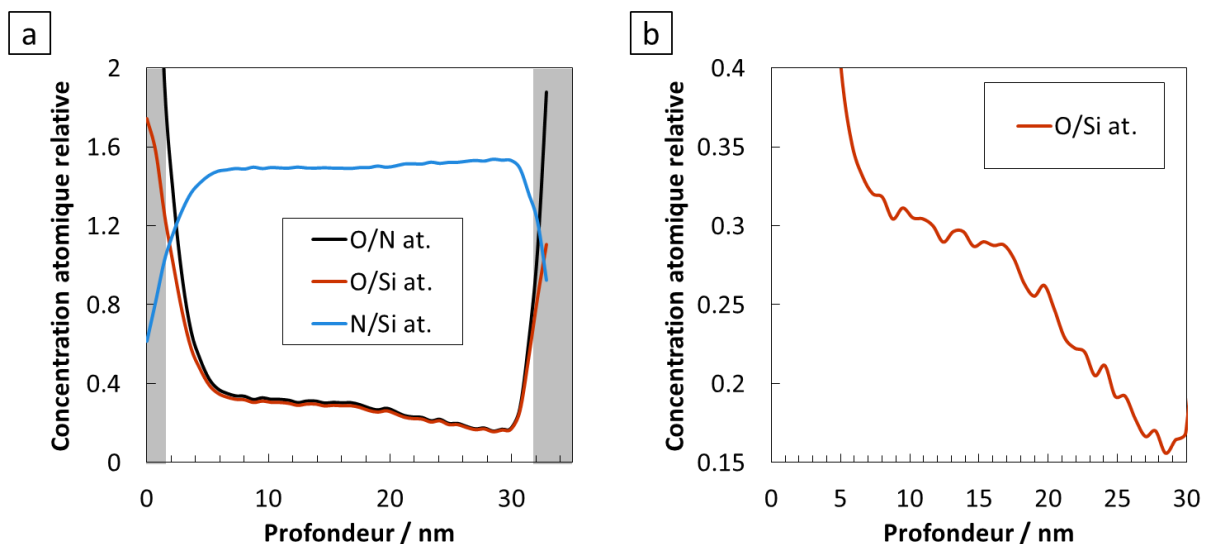 a
Concentration atomique relative
2
1.6
1.2
0.8
0.4
0
O/N at.
O/Si at.
N/Si at.
0 10 20 30
Profondeur / nm
b
Concentration atomique relative
0.4
0.35
0.3
0.25
0.2
0.15
O/Si at.
0 5 10 15 20 25 30
Profondeur / nm